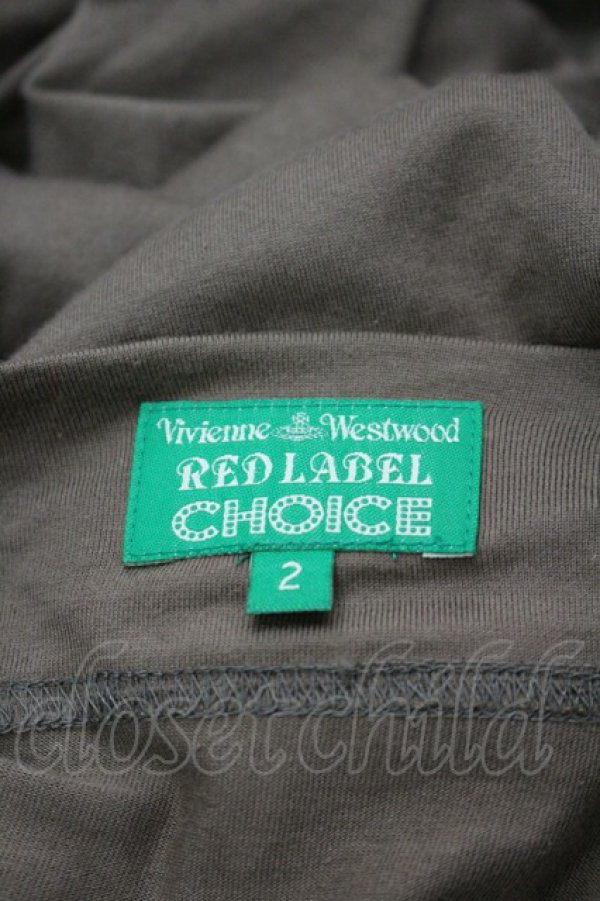 Vivienne Westwood
RED LABEL
CHOICE
2
closet child